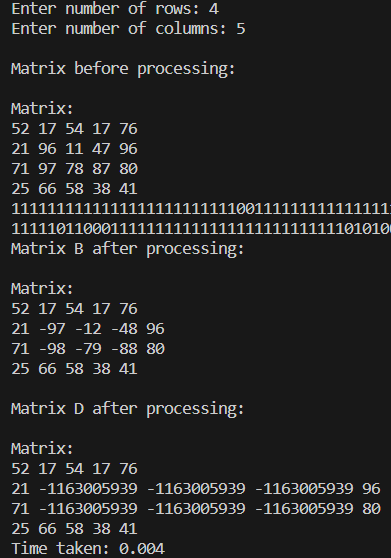 Enter number of rows: 4
Enter number of columns: 5
Matrix before processing:
Matrix:
52 17 54 17 76
21 96 11 47 96
71 97 78 87 80
25 66 58 38 41
111111111111111111111111100111111111111111
111110110001111111111111111111111111101010
Matrix B after processing:
Matrix:
52 17 54 17 76
21 -97 -12 -48 96
71 -98 -79 -88 80
25 66 58 38 41
Matrix D after processing:
Matrix:
52 17 54 17 76
21 -1163005939 -1163005939 -1163005939 96
71 -1163005939 -1163005939 -1163005939 80
25 66 58 38 41
Time taken: 0.004